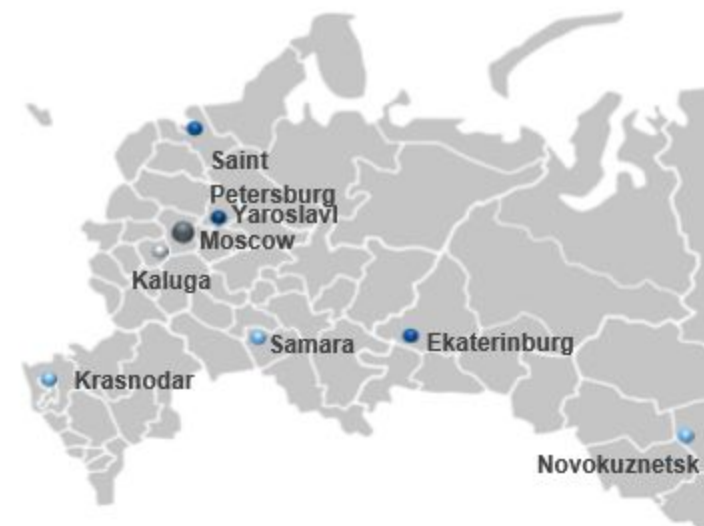 Saint
Petersburg
Yaroslavl
Moscow
Kaluga
Samara
Ekaterinburg
Krasnodar
Novokuznetsk